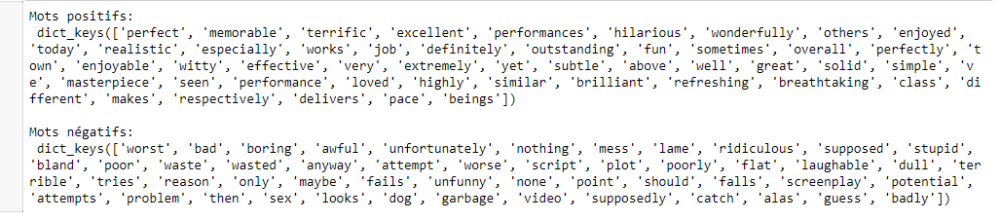 Mots positifs:
 dict_keys(['perfect', 'memorable', 'terrific', 'excellent', 'performances', 'hilarious', 'wonderfully', 'others', 'enjoyed',
'today', 'realistic', 'especially', 'works', 'job', 'definitely', 'outstanding', 'fun', 'sometimes', 'overall', 'perfectly', 't
own', 'enjoyable', 'witty', 'effective', 'very', 'extremely', 'yet', 'subtle', 'above', 'well', 'great', 'solid', 'simple', 'v
e', 'masterpiece', 'seen', 'performance', 'loved', 'highly', 'similar', 'brilliant', 'refreshing', 'breathtaking', 'class', 'di
fferent', 'makes', 'respectively', 'delivers', 'pace', 'beings'])
Mots négatifs:
 dict_keys(['worst', 'bad', 'boring', 'awful', 'unfortunately', 'nothing', 'mess', 'lame', 'ridiculous', 'supposed', 'stupid',
'bland', 'poor', 'waste', 'wasted', 'anyway', 'attempt', 'worse', 'script', 'plot', 'poorly', 'flat', 'laughable', 'dull', 'ter
rible', 'tries', 'reason', 'only', 'maybe', 'fails', 'unfunny', 'none', 'point', 'should', 'falls', 'screenplay', 'potential',
'attempts', 'problem', 'then', 'sex', 'looks', 'dog', 'garbage', 'video', 'supposedly', 'catch', 'alas', 'guess', 'badly'])